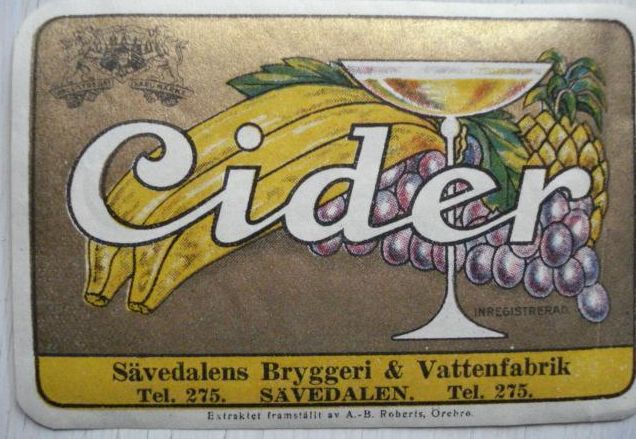 Cider
INREGISTRERAD.
Sävedalens Bryggeri & Vattenfabrik
Tel. 275. SÄVEDALEN. Tel. 275.
Extraktet framställt av A.-B. Roberts, Örebro.